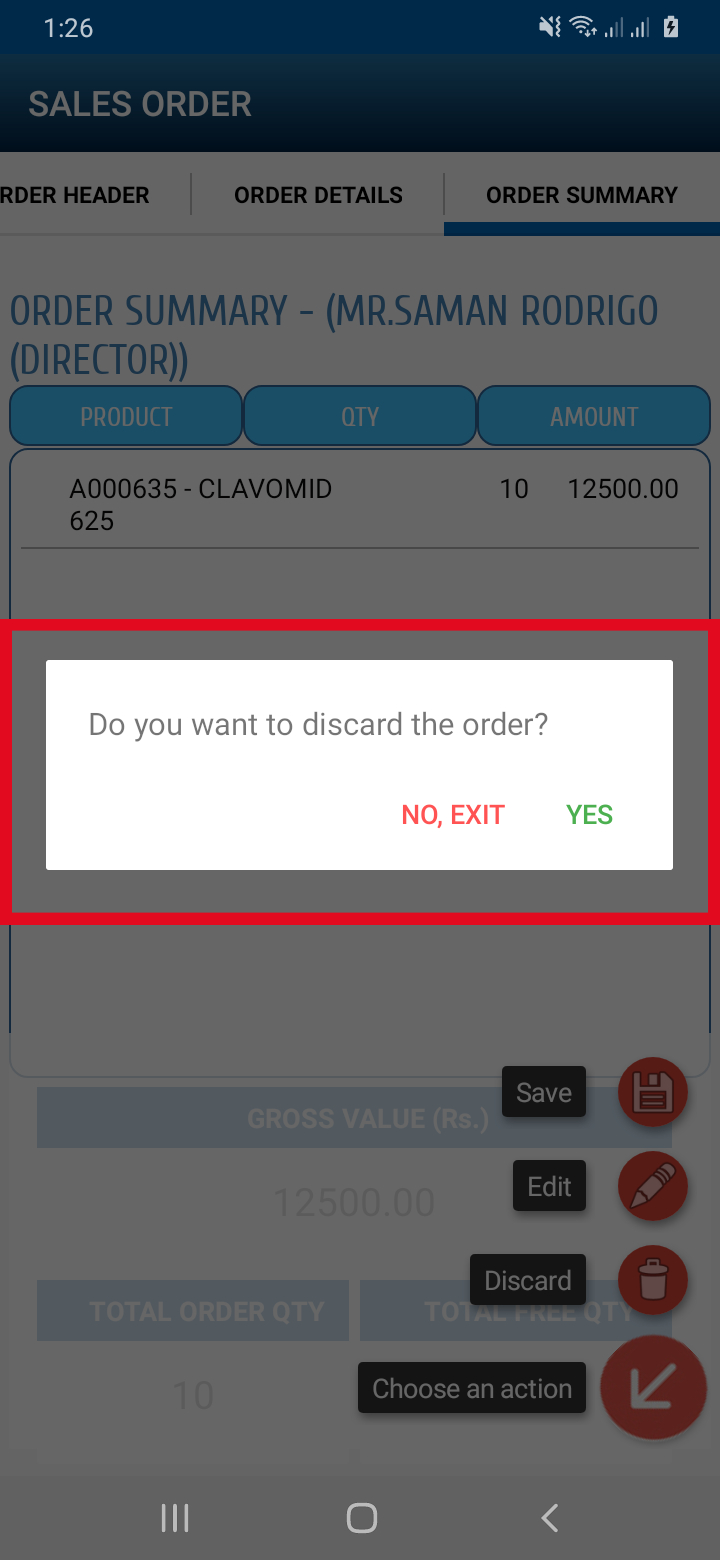 1:26
SALES ORDER
RDER HEADER
ORDER DETAILS
ORDER SUMMARY
ORDER SUMMARY - (MR.SAMAN RODRIGO
(DIRECTOR))
PRODUCT QTY AMOUNT
A000635 - CLAVOMID 10 12500.00
625
Do you want to discard the order?
NO, EXIT YES
Save
GROSS VALUE (Rs.)
Edit
12500.00
Discard
TOTAL ORDER QTY TOTAL FREE QTY
Choose an action
10